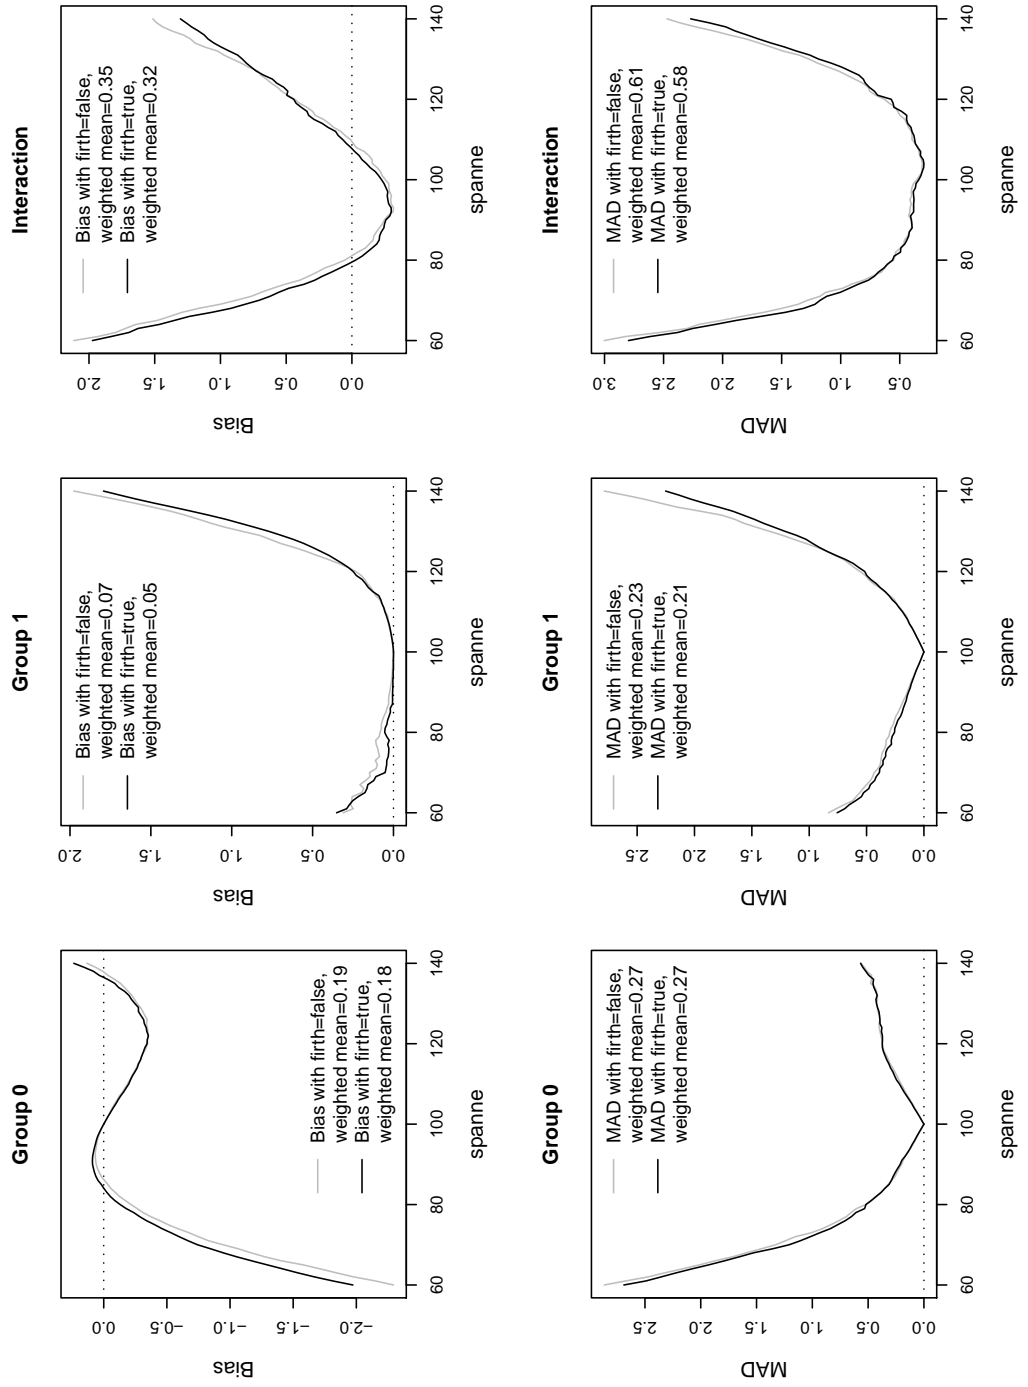 Group 0
Bias with firth=false,
weighted mean=0.19
Bias with firth=true,
weighted mean=0.18
Bias
0.0
−0.5
−1.0
−1.5
−2.0
60 80 100 120 140
spanne
Group 1
Bias with firth=false,
weighted mean=0.07
Bias with firth=true,
weighted mean=0.05
Bias
2.0
1.5
1.0
0.5
0.0
60 80 100 120 140
spanne
Interaction
Bias with firth=false,
weighted mean=0.35
Bias with firth=true,
weighted mean=0.32
Bias
2.0
1.5
1.0
0.5
0.0
60 80 100 120 140
spanne
Group 0
MAD with firth=false,
weighted mean=0.27
MAD with firth=true,
weighted mean=0.27
MAD
2.5
2.0
1.5
1.0
0.5
0.0
60 80 100 120 140
spanne
Group 1
MAD with firth=false,
weighted mean=0.23
MAD with firth=true,
weighted mean=0.21
MAD
2.5
2.0
1.5
1.0
0.5
0.0
60 80 100 120 140
spanne
Interaction
MAD with firth=false,
weighted mean=0.61
MAD with firth=true,
weighted mean=0.58
MAD
3.0
2.5
2.0
1.5
1.0
0.5
60 80 100 120 140
spanne